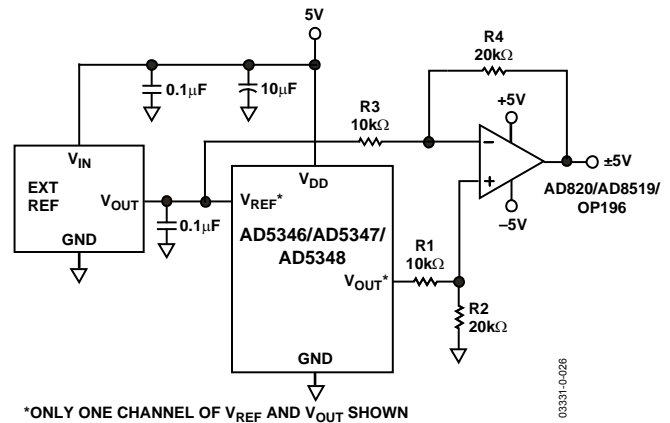 5V
R4
20kΩ
0.1μF
10μF
R3
10kΩ
+5V
±5V
AD820/AD8519/
OP196
–5V
V_IN
EXT
REF
V_OUT
GND
0.1μF
V_REF*
V_DD
AD5346/AD5347/
AD5348
V_OUT*
GND
R1
10kΩ
R2
20kΩ
−
+
*ONLY ONE CHANNEL OF V_REF AND V_OUT SHOWN
03331-0-026